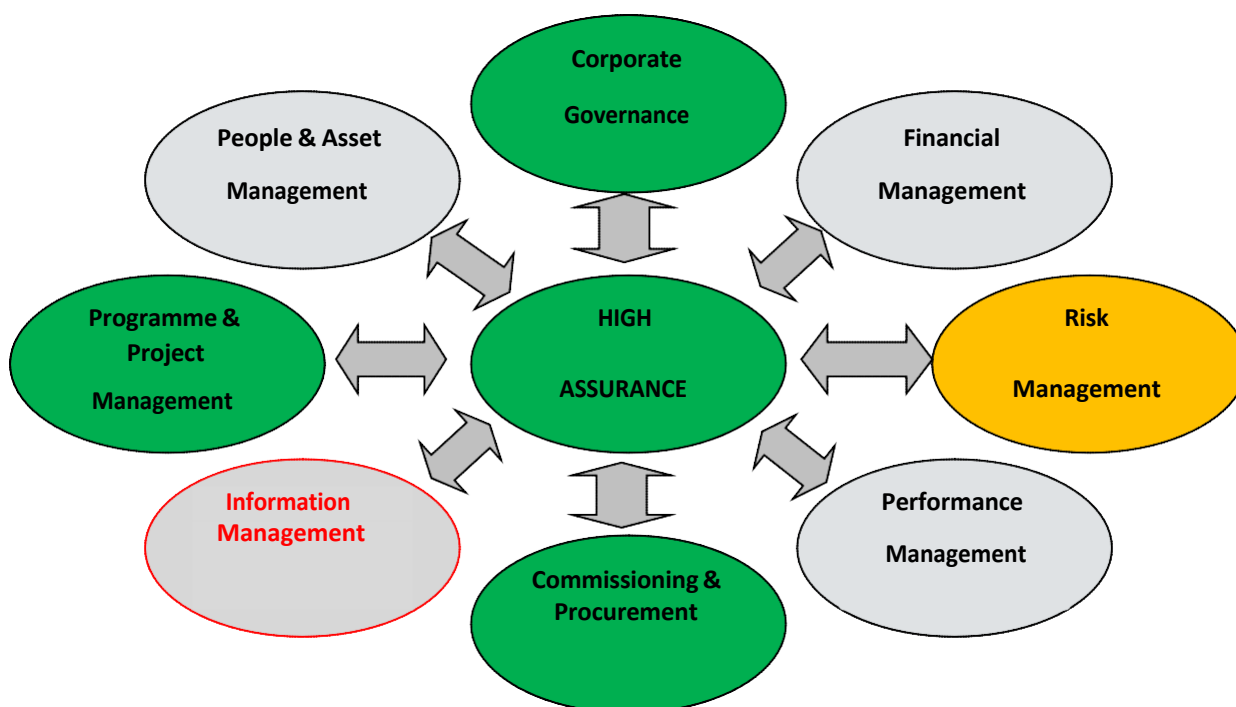 Corporate
Governance
People & Asset
Management
Financial
Management
Programme &
Project
Management
HIGH
ASSURANCE
Risk
Management
Information
Management
Performance
Management
Commissioning &
Procurement